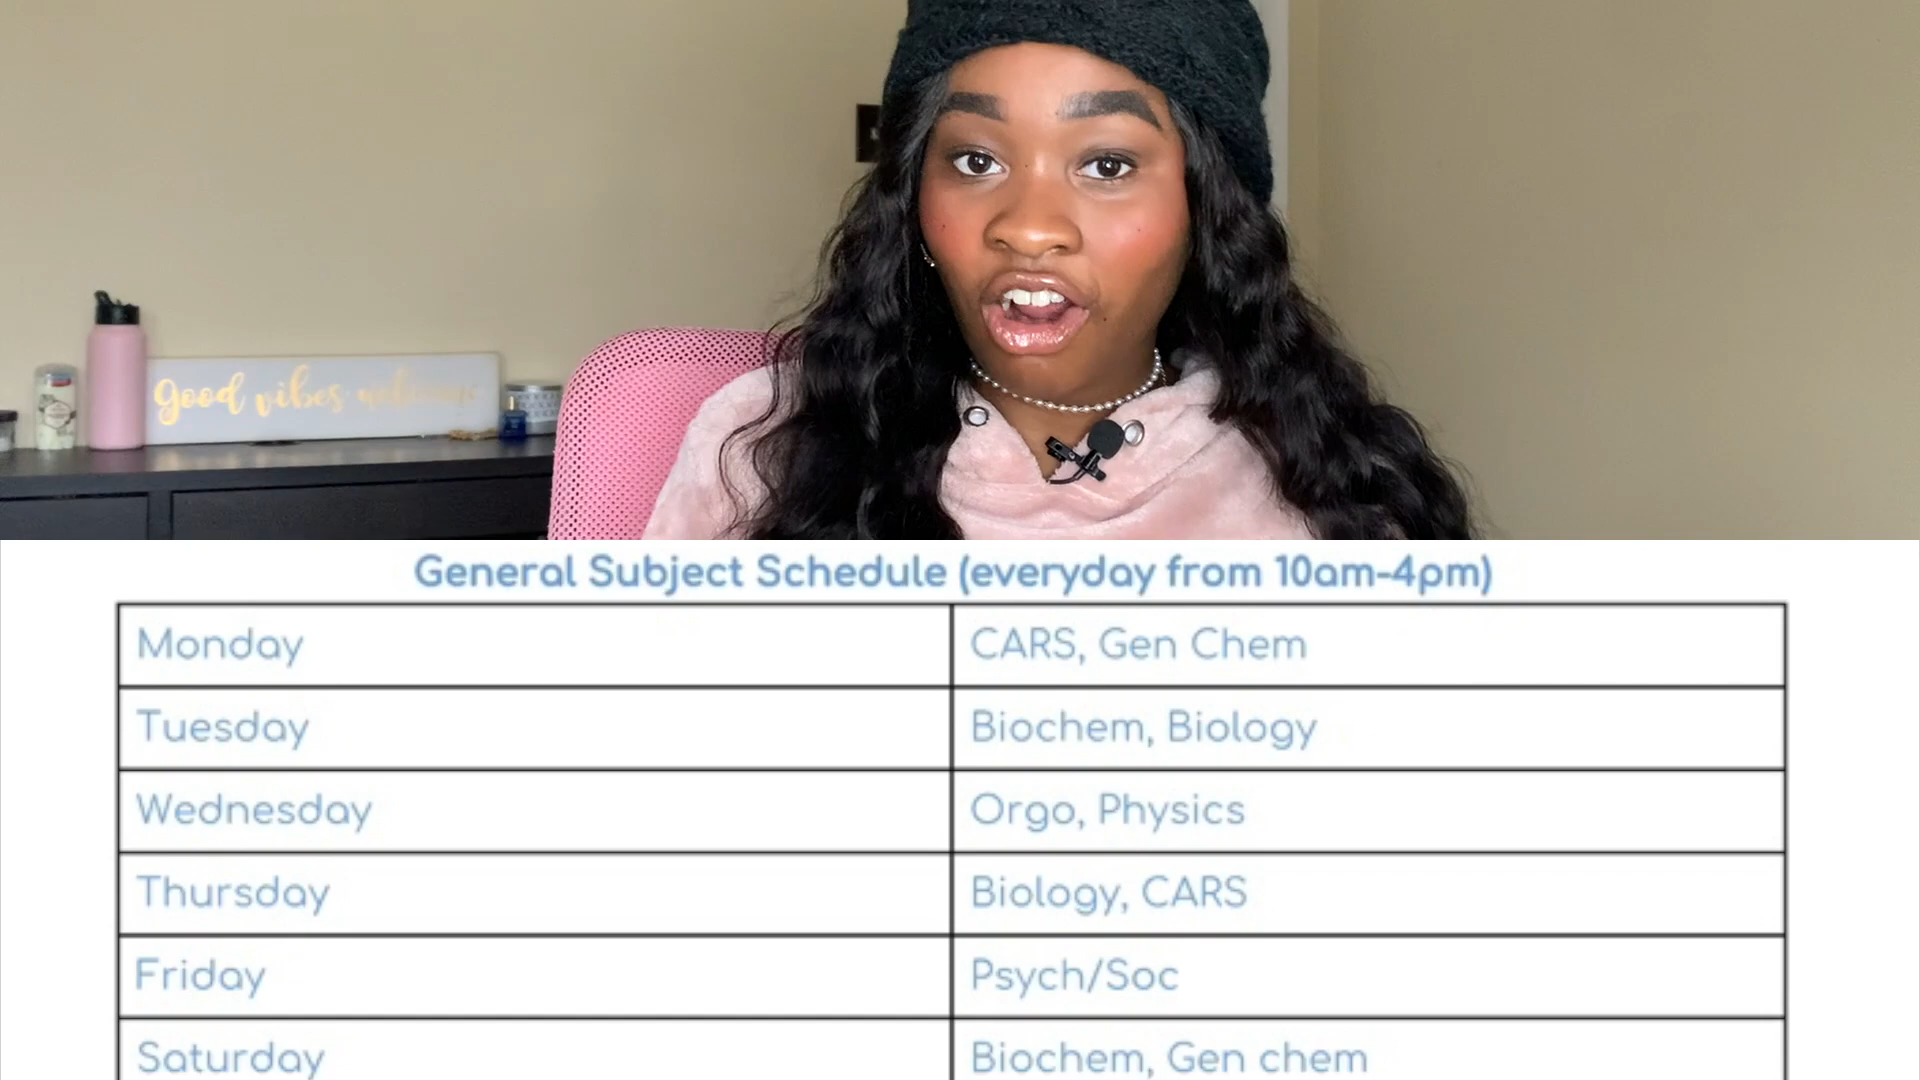 Good vibes welcome
General Subject Schedule (everyday from 10am-4pm)
Monday CARS, Gen Chem
Tuesday Biochem, Biology
Wednesday Orgo, Physics
Thursday Biology, CARS
Friday Psych/Soc
Saturday Biochem, Gen chem